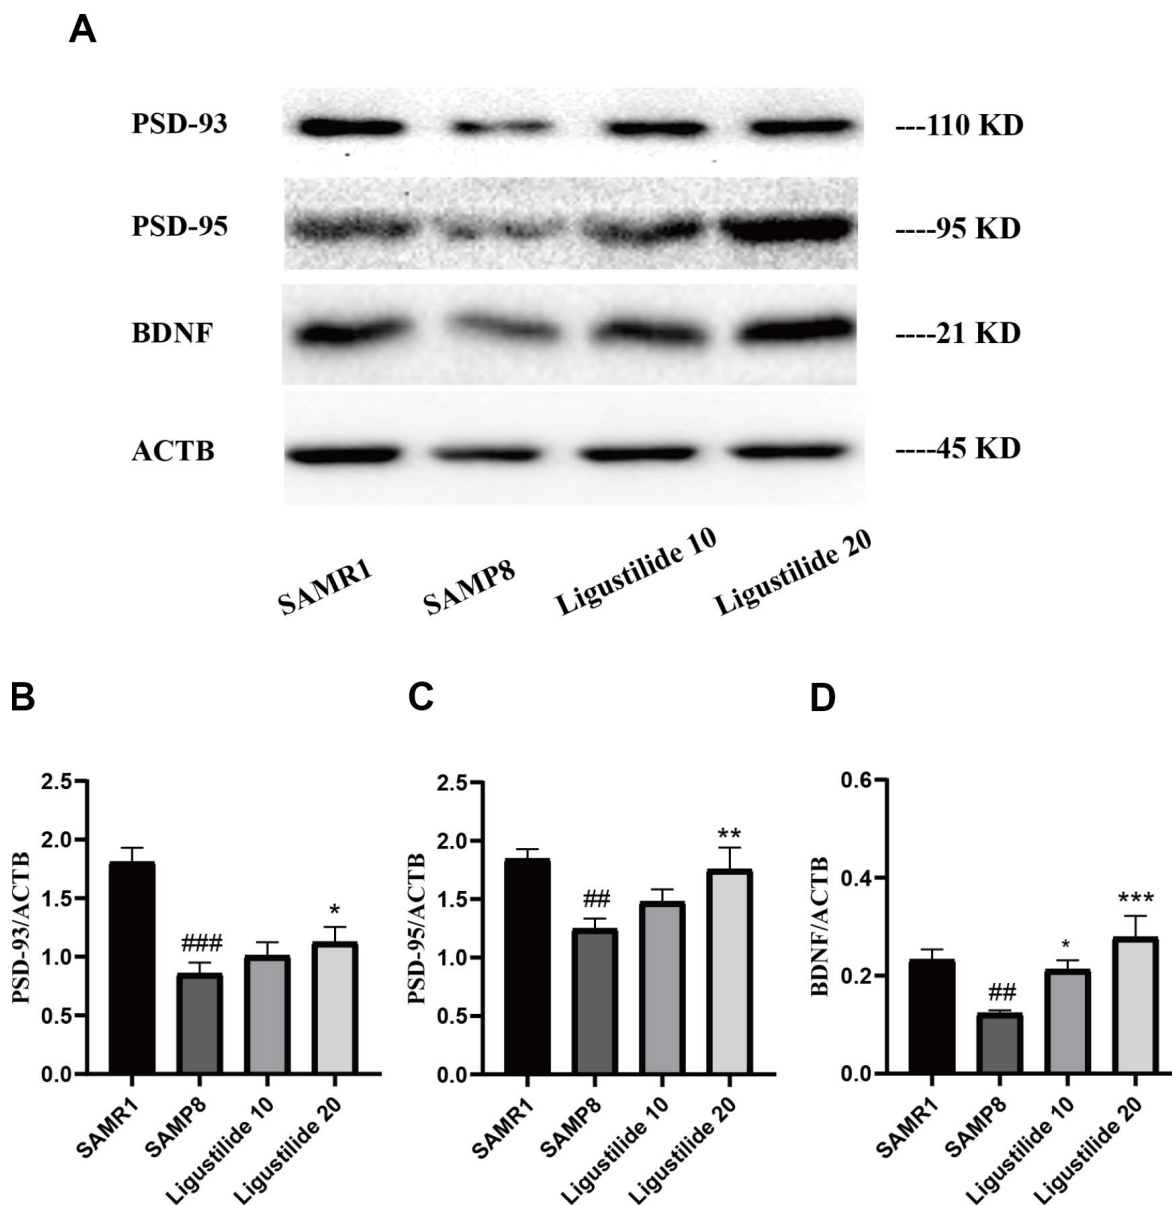 A
PSD-93 ---110 KD
PSD-95 ----95 KD
BDNF ----21 KD
ACTB ----45 KD
SAMR1 SAMP8 Ligustilide 10 Ligustilide 20
B
PSD-93/ACTB
2.5
2.0
1.5
1.0
0.5
0.0
###
*
SAMR1 SAMP8 Ligustilide 10 Ligustilide 20
C
PSD-95/ACTB
2.5
2.0
1.5
1.0
0.5
0.0
##
**
SAMR1 SAMP8 Ligustilide 10 Ligustilide 20
D
BDNF/ACTB
0.6
0.4
0.2
0.0
##
*
***
SAMR1 SAMP8 Ligustilide 10 Ligustilide 20